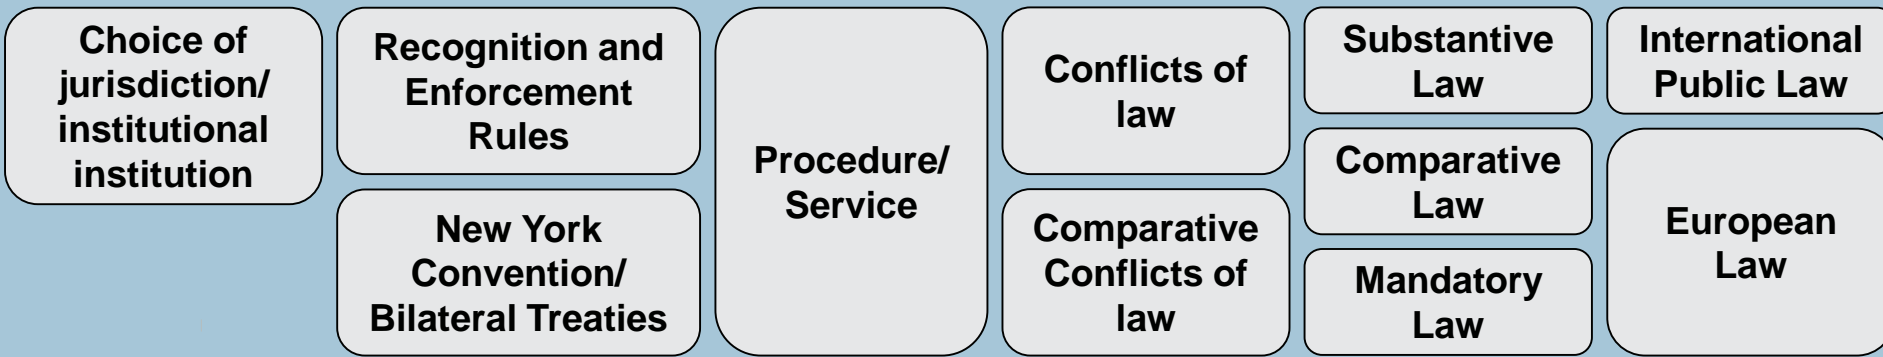 Choice of
jurisdiction/
institutional
institution
Recognition and
Enforcement
Rules
New York
Convention/
Bilateral Treaties
Procedure/
Service
Conflicts of
law
Comparative
Conflicts of
law
Substantive
Law
Comparative
Law
Mandatory
Law
International
Public Law
European
Law